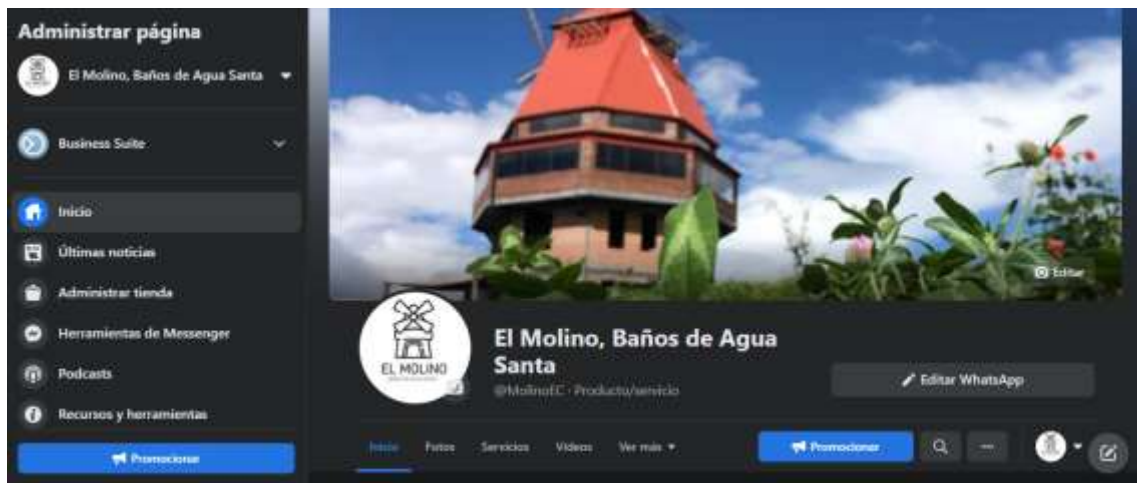 Administrar página
El Molino, Baños de Agua Santa
Business Suite
Inicio
Últimas noticias
Administrar tienda
Herramientas de Messenger
Podcasts
Recursos y herramientas
Promocionar
Editar
EL MOLINO
El Molino, Baños de Agua
Santa
@MolinoEC · Producto/servicio
Editar WhatsApp
Inicio
Fotos
Servicios
Videos
Ver más
Promocionar